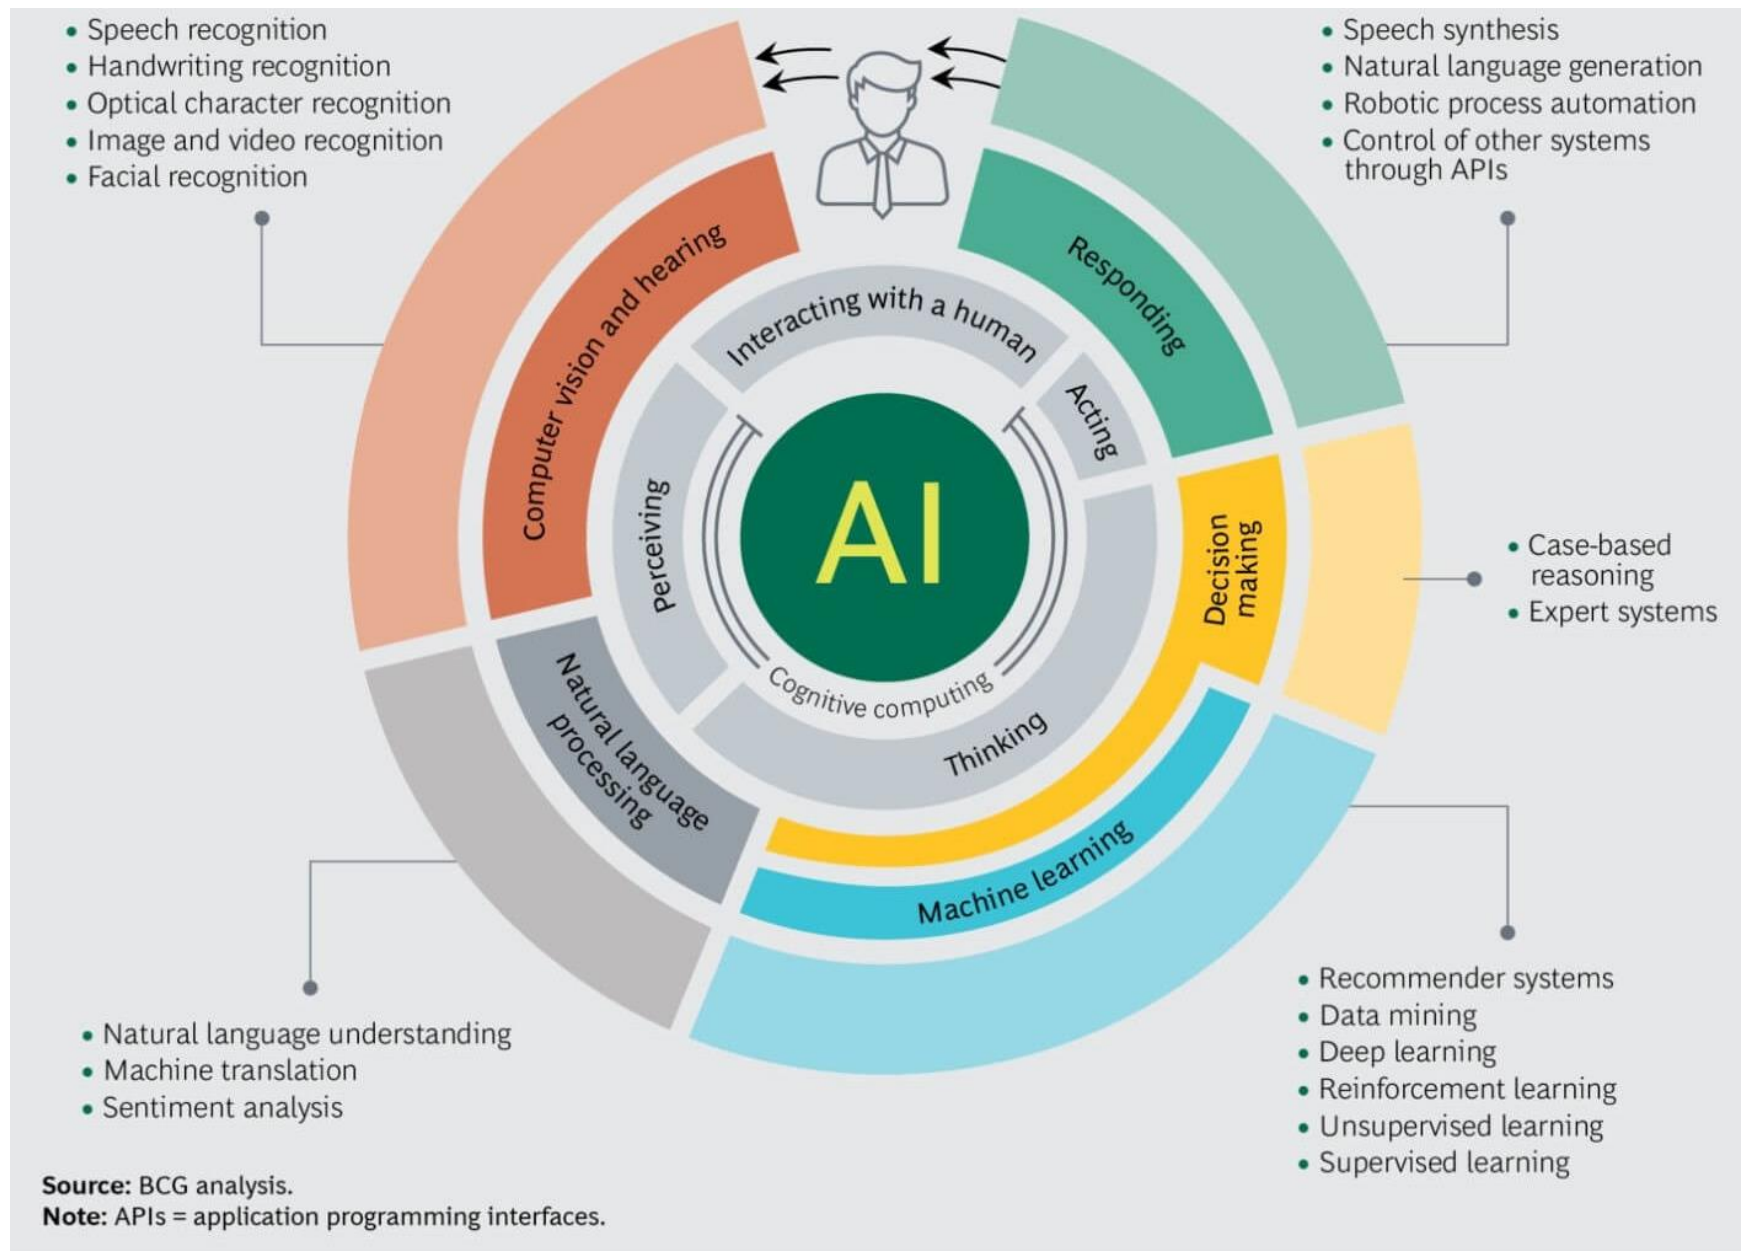 • Speech recognition
• Handwriting recognition
• Optical character recognition
• Image and video recognition
• Facial recognition
• Speech synthesis
• Natural language generation
• Robotic process automation
• Control of other systems
through APIs
Computer vision and hearing
Responding
Interacting with a human
Acting
Perceiving
AI
Cognitive computing
Thinking
Decision
making
• Case-based
reasoning
• Expert systems
Natural language
processing
Machine learning
• Natural language understanding
• Machine translation
• Sentiment analysis
• Recommender systems
• Data mining
• Deep learning
• Reinforcement learning
• Unsupervised learning
• Supervised learning
Source: BCG analysis.
Note: APIs = application programming interfaces.